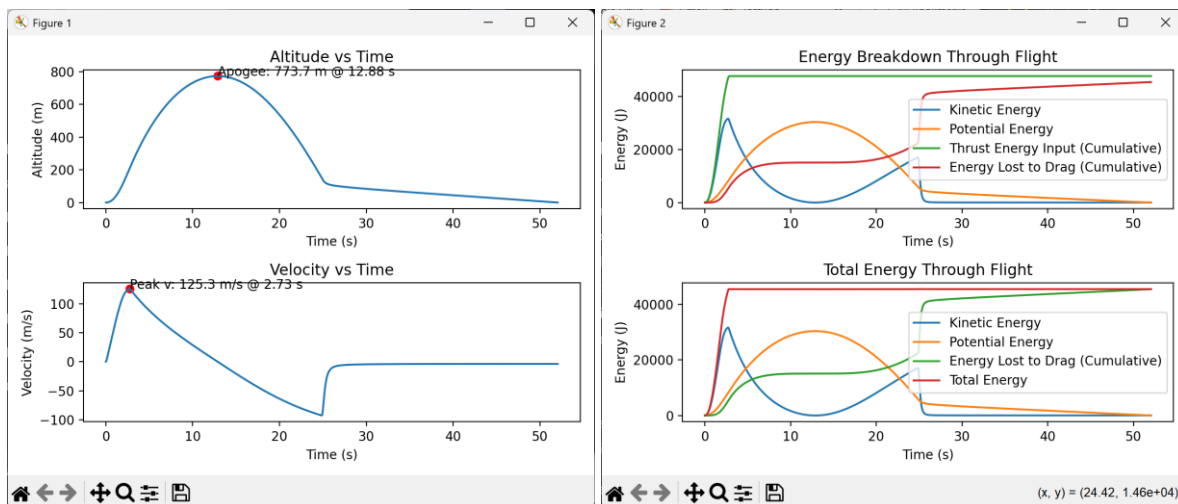 Figure 1
Altitude vs Time
Apogee: 773.7 m @ 12.88 s
800
600
400
200
0
Altitude (m)
0 10 20 30 40 50
Time (s)
Velocity vs Time
Peak v: 125.3 m/s @ 2.73 s
100
50
0
−50
−100
Velocity (m/s)
0 10 20 30 40 50
Time (s)
Figure 2
Energy Breakdown Through Flight
40000
20000
0
Energy (J)
Kinetic Energy
Potential Energy
Thrust Energy Input (Cumulative)
Energy Lost to Drag (Cumulative)
0 10 20 30 40 50
Time (s)
Total Energy Through Flight
40000
20000
0
Energy (J)
Kinetic Energy
Potential Energy
Energy Lost to Drag (Cumulative)
Total Energy
0 10 20 30 40 50
Time (s)
(x, y) = (24.42, 1.46e+04)